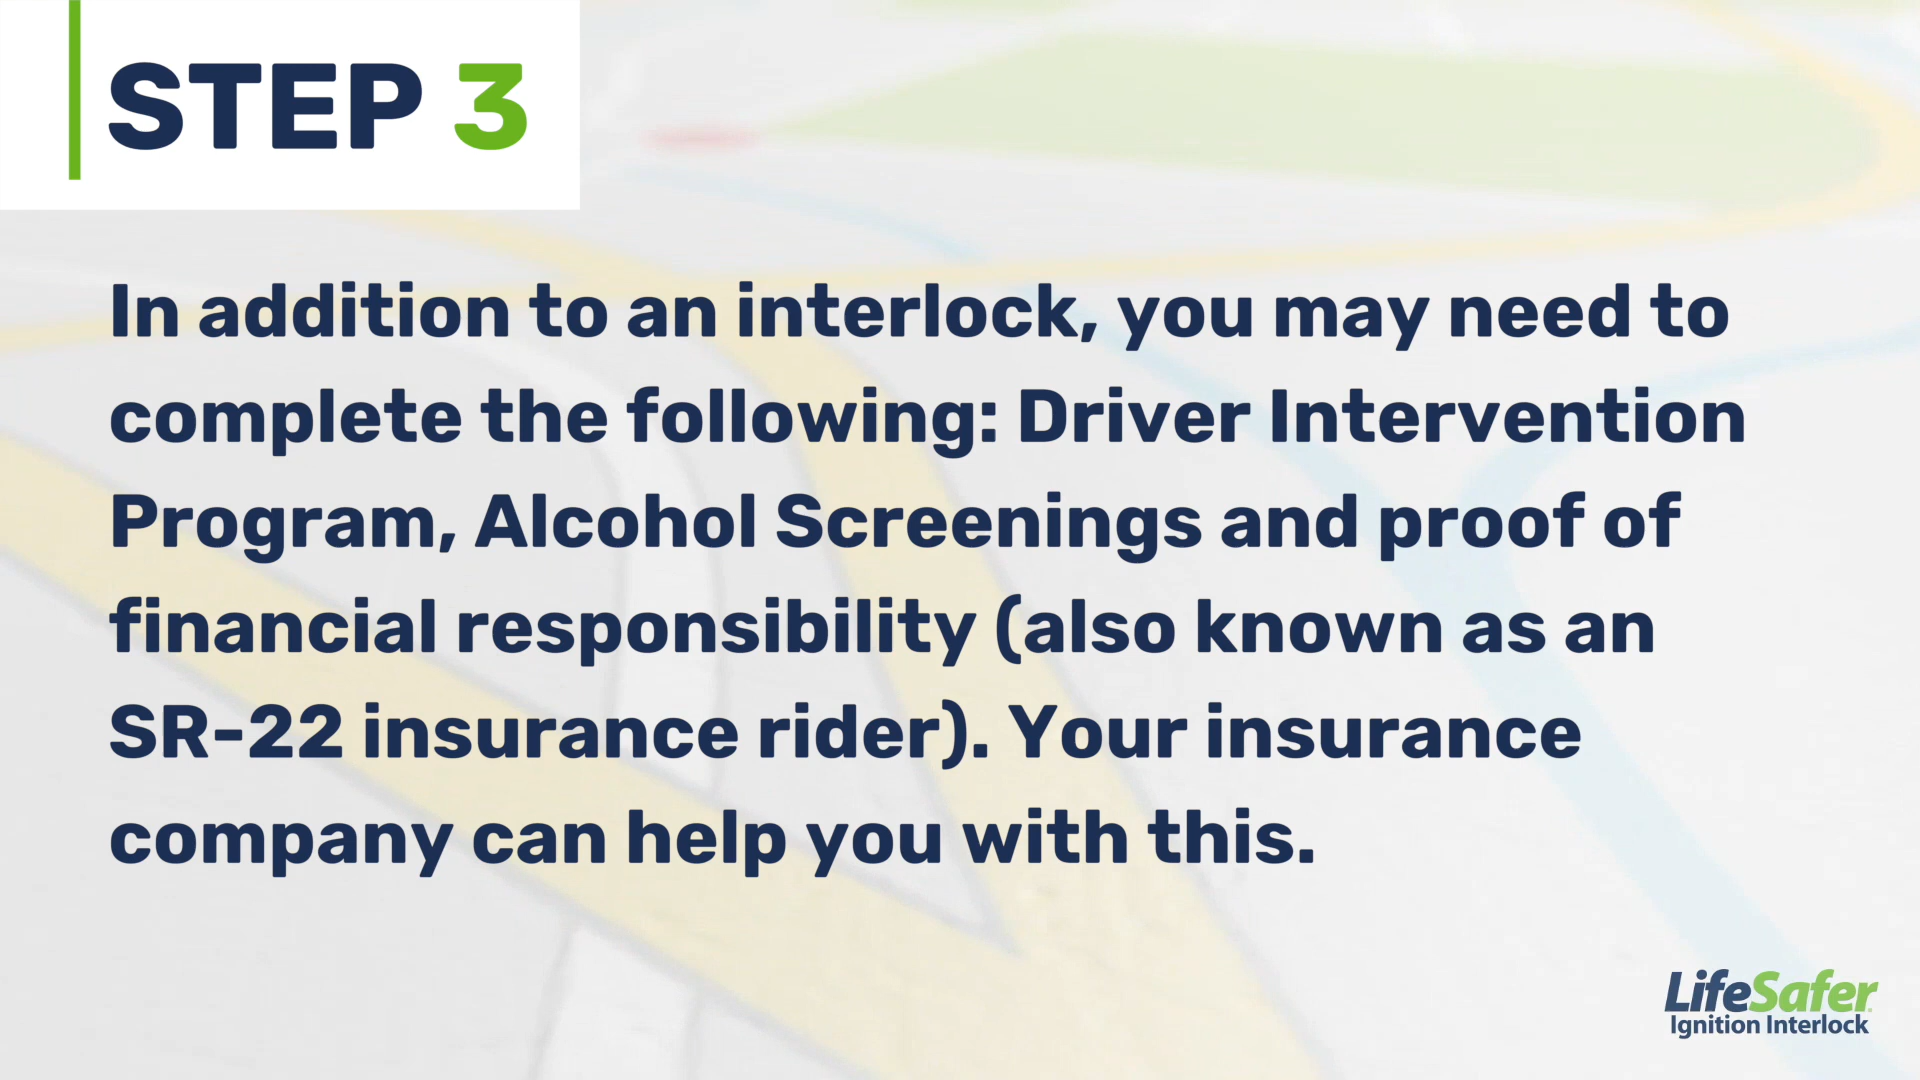 STEP 3
In addition to an interlock, you may need to
complete the following: Driver Intervention
Program, Alcohol Screenings and proof of
financial responsibility (also known as an
SR-22 insurance rider). Your insurance
company can help you with this.
LifeSafer
Ignition Interlock